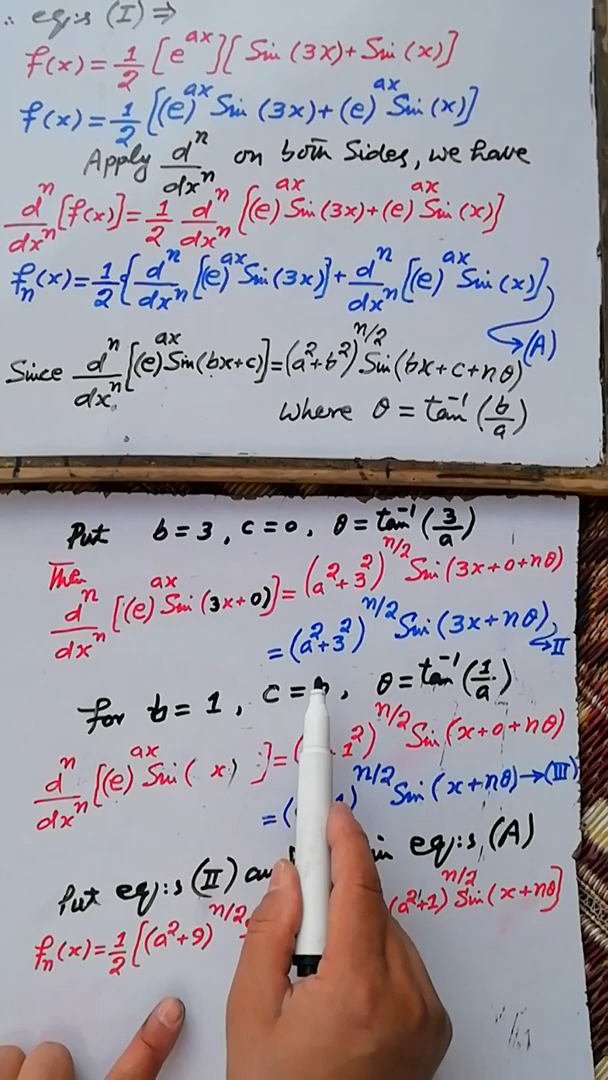 ∴ eq:s (I) ⇒
f(x) = 1/2 [e^ax][Sin (3x) + Sin (x)]
f(x) = 1/2 [(e)^ax Sin (3x) + (e)^ax Sin (x)]
Apply d^n/dx^n on both Sides, we have
d^n/dx^n [f(x)] = 1/2 d^n/dx^n [(e)^ax Sin (3x) + (e)^ax Sin (x)]
f_n(x) = 1/2 {d^n/dx^n [(e)^ax Sin (3x)] + d^n/dx^n [(e)^ax Sin (x)]
→ (A)
Since d^n/dx^n [(e)^ax Sin (bx+c)] = (a^2+b^2)^n/2 Sin (bx+c+nθ)
where θ = tan^-1 (b/a)
Put b = 3, c = 0, θ = tan^-1 (3/a)
Then
d^n/dx^n [(e)^ax Sin (3x+0)] = (a^2+3^2)^n/2 Sin (3x+0+nθ)
= (a^2+3^2)^n/2 Sin (3x+nθ) → II
for b = 1, c = , θ = tan^-1 (1/a)
d^n/dx^n [(e)^ax Sin ( x) ] = ( 1^2)^n/2 Sin (x+0+nθ)
= ( )^n/2 Sin (x+nθ) → (III)
Put eq:s (II) in eq:s (A)
f_n(x) = 1/2 [(a^2+9)^n/2 (a^2+1)^n/2 Sin (x+nθ)]